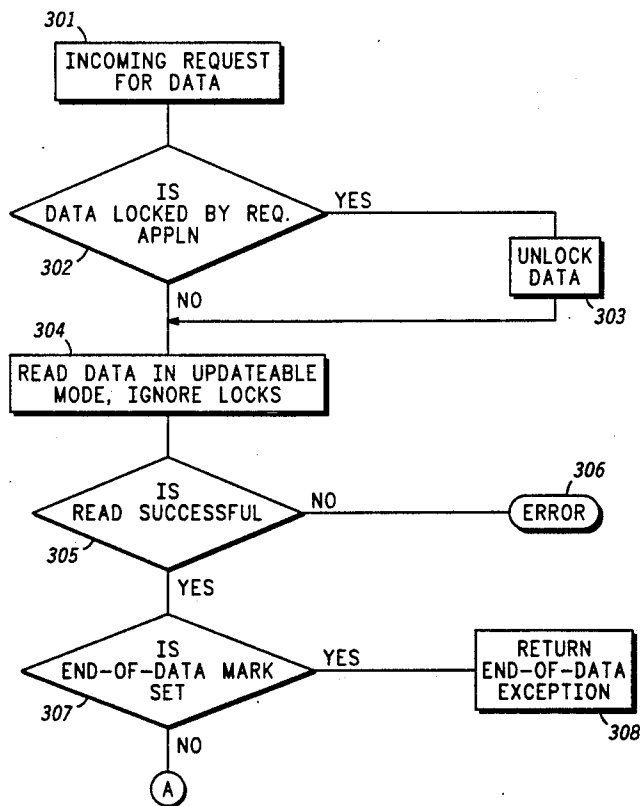 301
INCOMING REQUEST
FOR DATA
IS
DATA LOCKED BY REQ.
APPLN
302
YES
UNLOCK
DATA
303
NO
304
READ DATA IN UPDATEABLE
MODE, IGNORE LOCKS
IS
READ SUCCESSFUL
305
NO
306
ERROR
YES
IS
END-OF-DATA MARK
SET
307
YES
RETURN
END-OF-DATA
EXCEPTION
308
NO
A